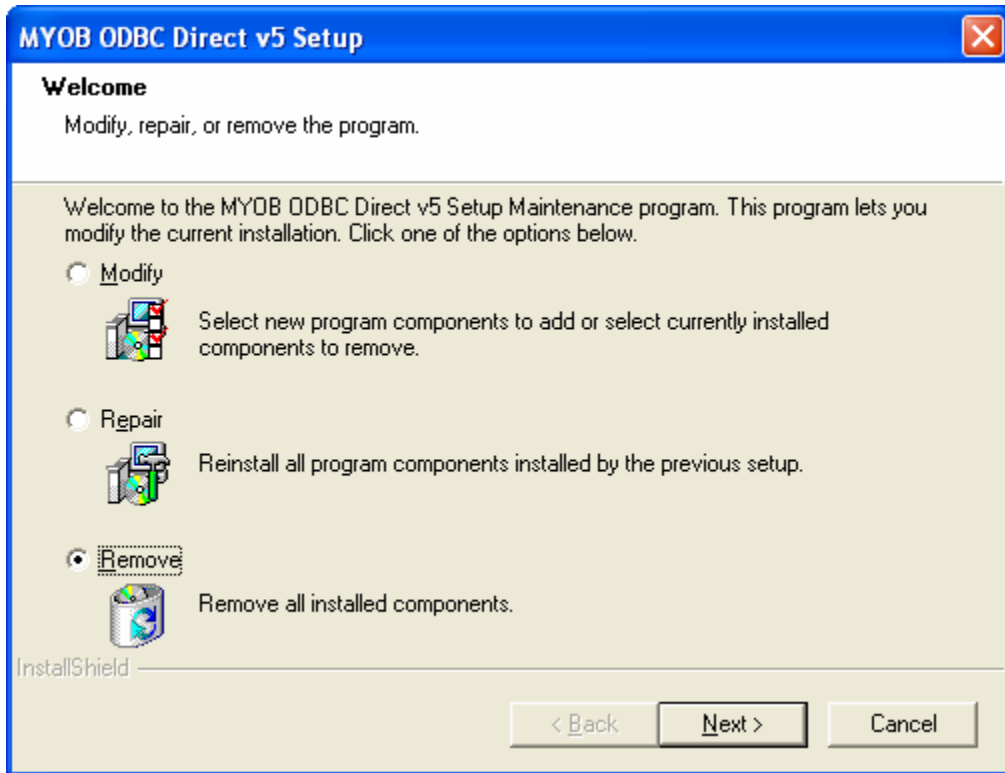 MYOB ODBC Direct v5 Setup
Welcome
Modify, repair, or remove the program.
Welcome to the MYOB ODBC Direct v5 Setup Maintenance program. This program lets you
modify the current installation. Click one of the options below.
Modify
Select new program components to add or select currently installed
components to remove.
Repair
Reinstall all program components installed by the previous setup.
Remove
Remove all installed components.
InstallShield
< Back
Next >
Cancel